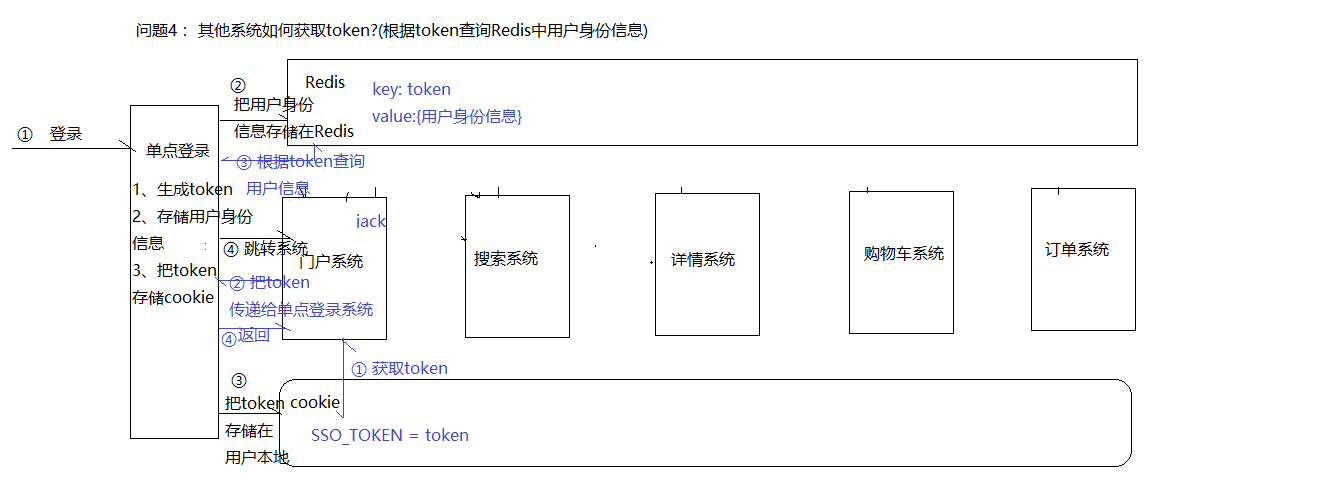 问题4 ：其他系统如何获取token?(根据token查询Redis中用户身份信息)
Redis
key: token
value:{用户身份信息}
②
把用户身份
信息存储在Redis
① 登录
单点登录
③ 根据token查询
用户信息
1、生成token
2、存储用户身份
信息
3、把token
存储cookie
jack
④ 跳转系统
门户系统
搜索系统
详情系统
购物车系统
订单系统
② 把token
传递给单点登录系统
④返回
① 获取token
③
把token
存储在
用户本地
cookie
SSO_TOKEN = token